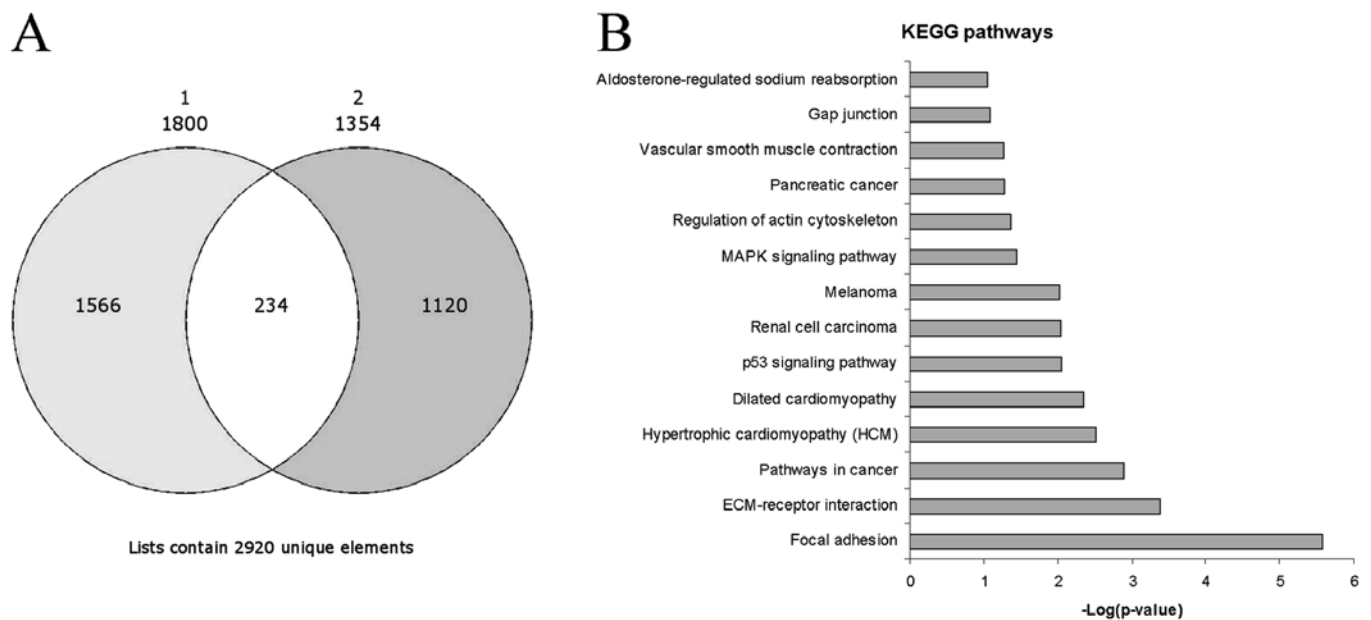 A
1
1800
2
1354
1566
234
1120
Lists contain 2920 unique elements
B
KEGG pathways
Aldosterone-regulated sodium reabsorption
Gap junction
Vascular smooth muscle contraction
Pancreatic cancer
Regulation of actin cytoskeleton
MAPK signaling pathway
Melanoma
Renal cell carcinoma
p53 signaling pathway
Dilated cardiomyopathy
Hypertrophic cardiomyopathy (HCM)
Pathways in cancer
ECM-receptor interaction
Focal adhesion
0 1 2 3 4 5 6
-Log(p-value)